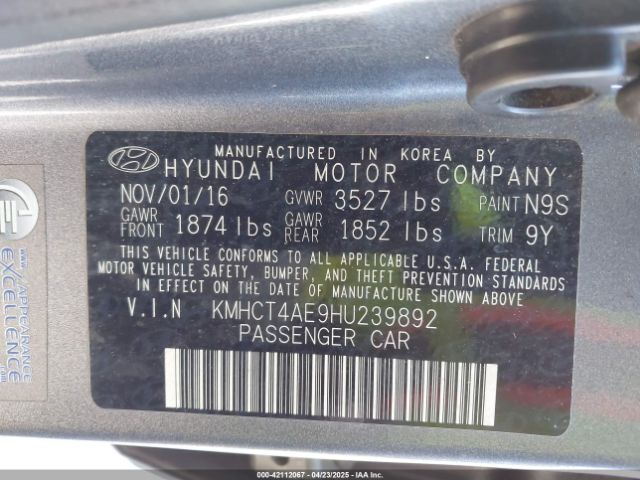 MANUFACTURED IN KOREA BY
HYUNDAI MOTOR COMPANY
NOV/01/16 GVWR 3527 lbs PAINT N9S
GAWR FRONT 1874 lbs GAWR REAR 1852 lbs TRIM 9Y
THIS VEHICLE CONFORMS TO ALL APPLICABLE U.S.A. FEDERAL
MOTOR VEHICLE SAFETY, BUMPER, AND THEFT PREVENTION STANDARDS
IN EFFECT ON THE DATE OF MANUFACTURE SHOWN ABOVE
V.I.N KMHCT4AE9HU239892
PASSENGER CAR
APPEARANCE
EXCELLENCE
000-42112067 - 04/23/2025 - IAAI.COM